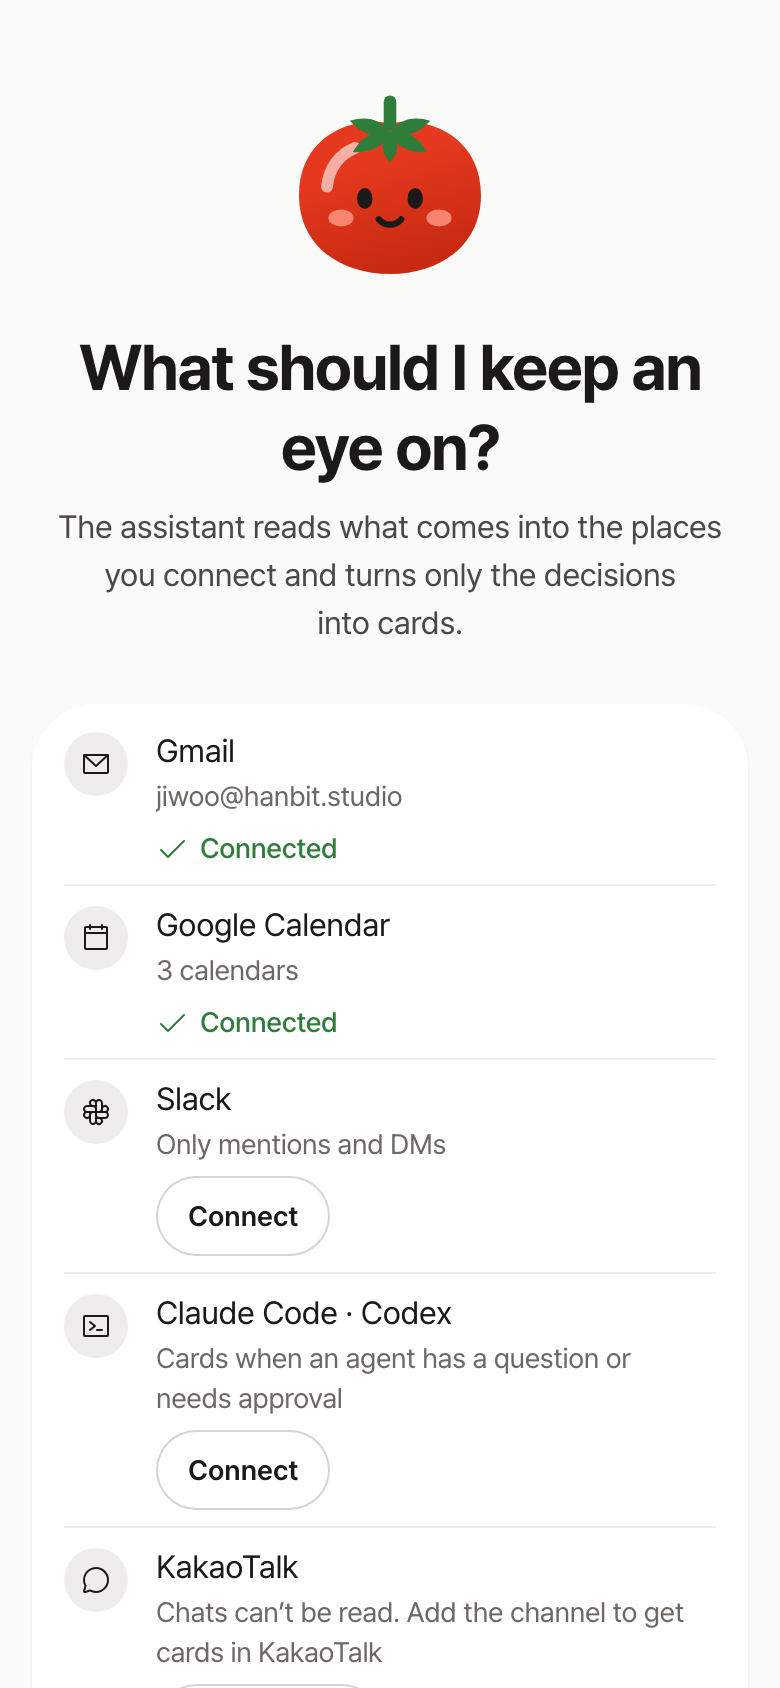 What should I keep an
eye on?
The assistant reads what comes into the places
you connect and turns only the decisions
into cards.
Gmail
jiwoo@hanbit.studio
Connected
Google Calendar
3 calendars
Connected
Slack
Only mentions and DMs
Connect
Claude Code · Codex
Cards when an agent has a question or
needs approval
Connect
KakaoTalk
Chats can’t be read. Add the channel to get
cards in KakaoTalk